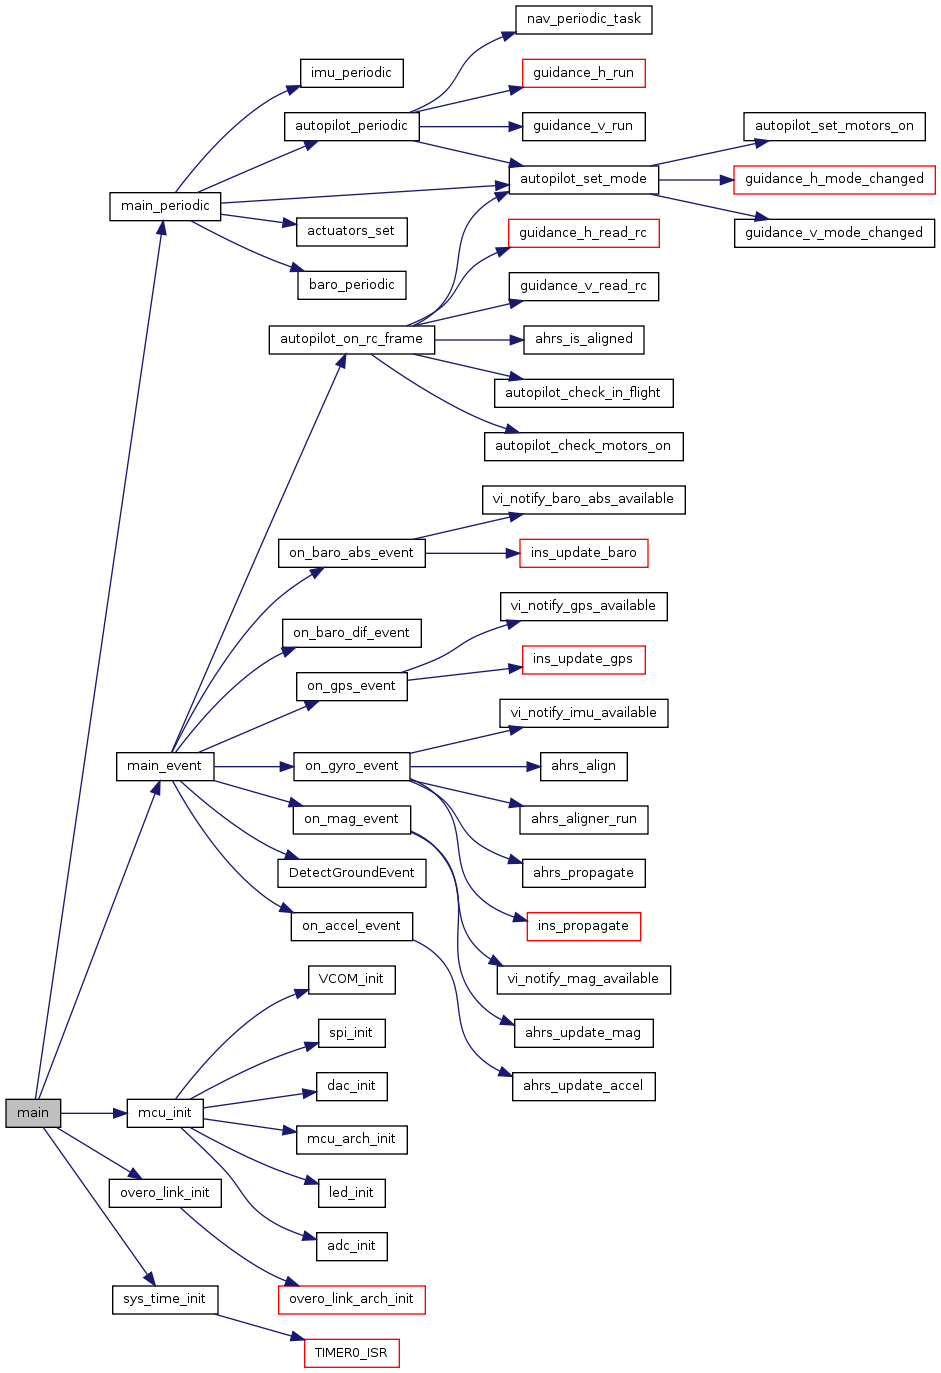 nav_periodic_task
imu_periodic
guidance_h_run
autopilot_periodic
guidance_v_run
autopilot_set_motors_on
autopilot_set_mode
guidance_h_mode_changed
main_periodic
actuators_set
guidance_h_read_rc
guidance_v_mode_changed
baro_periodic
guidance_v_read_rc
autopilot_on_rc_frame
ahrs_is_aligned
autopilot_check_in_flight
autopilot_check_motors_on
vi_notify_baro_abs_available
on_baro_abs_event
ins_update_baro
vi_notify_gps_available
on_baro_dif_event
ins_update_gps
on_gps_event
vi_notify_imu_available
main_event
on_gyro_event
ahrs_align
on_mag_event
ahrs_aligner_run
DetectGroundEvent
ahrs_propagate
on_accel_event
ins_propagate
VCOM_init
vi_notify_mag_available
spi_init
ahrs_update_mag
dac_init
ahrs_update_accel
main
mcu_init
mcu_arch_init
overo_link_init
led_init
adc_init
sys_time_init
overo_link_arch_init
TIMER0_ISR